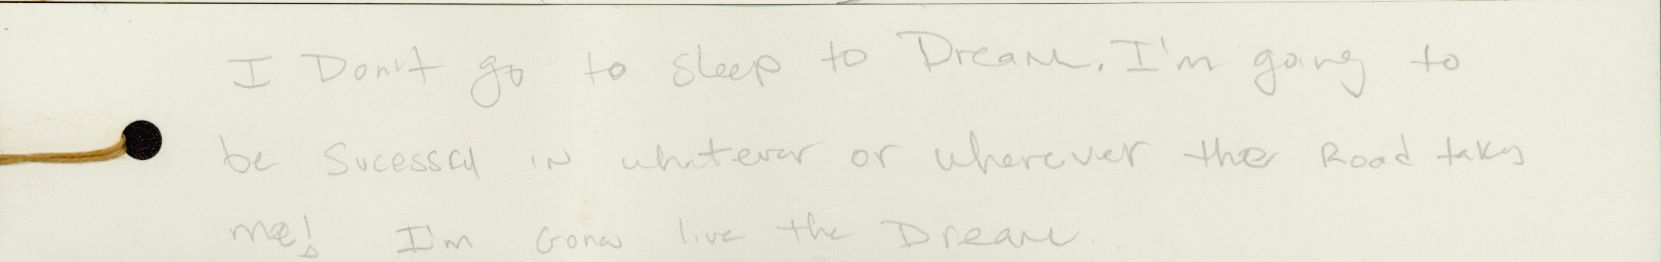 I Don't go to sleep to Dream. I'm going to
be Sucessful in whatever or wherever the Road takes
me! I'm Gona live the Dream.